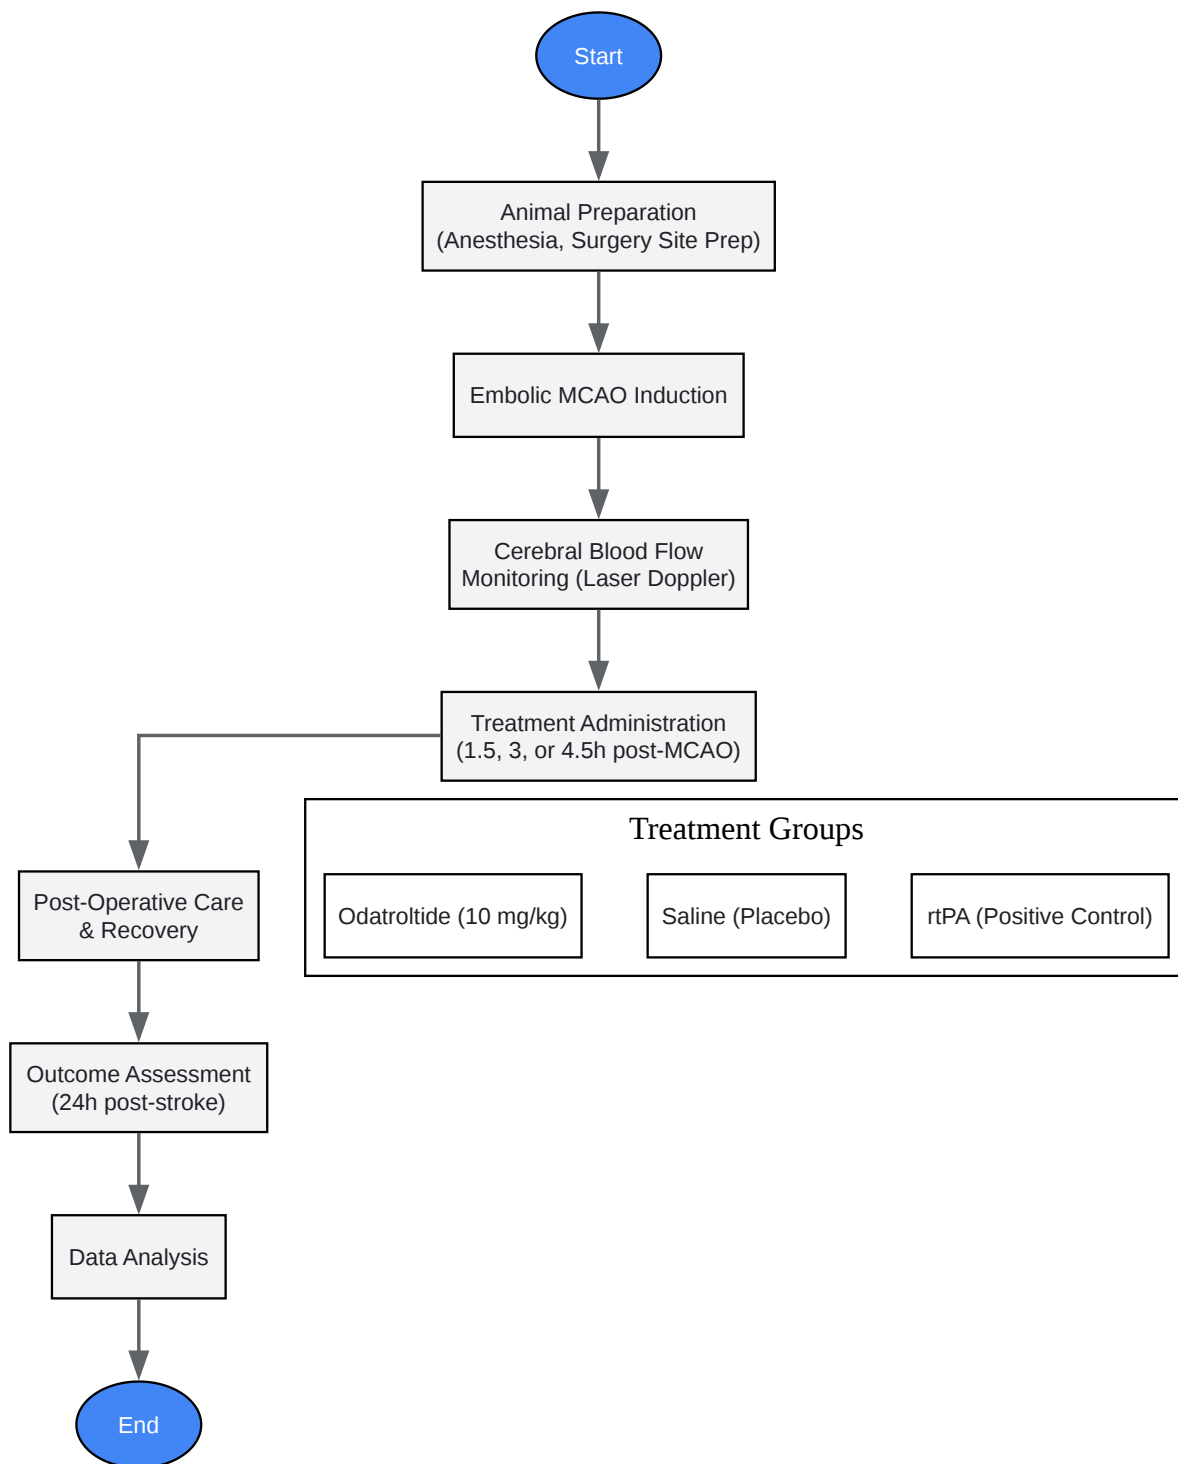 Start
Animal Preparation
(Anesthesia, Surgery Site Prep)
Embolic MCAO Induction
Cerebral Blood Flow
Monitoring (Laser Doppler)
Treatment Administration
(1.5, 3, or 4.5h post-MCAO)
Treatment Groups
Odatroltide (10 mg/kg)
Saline (Placebo)
rtPA (Positive Control)
Post-Operative Care
& Recovery
Outcome Assessment
(24h post-stroke)
Data Analysis
End